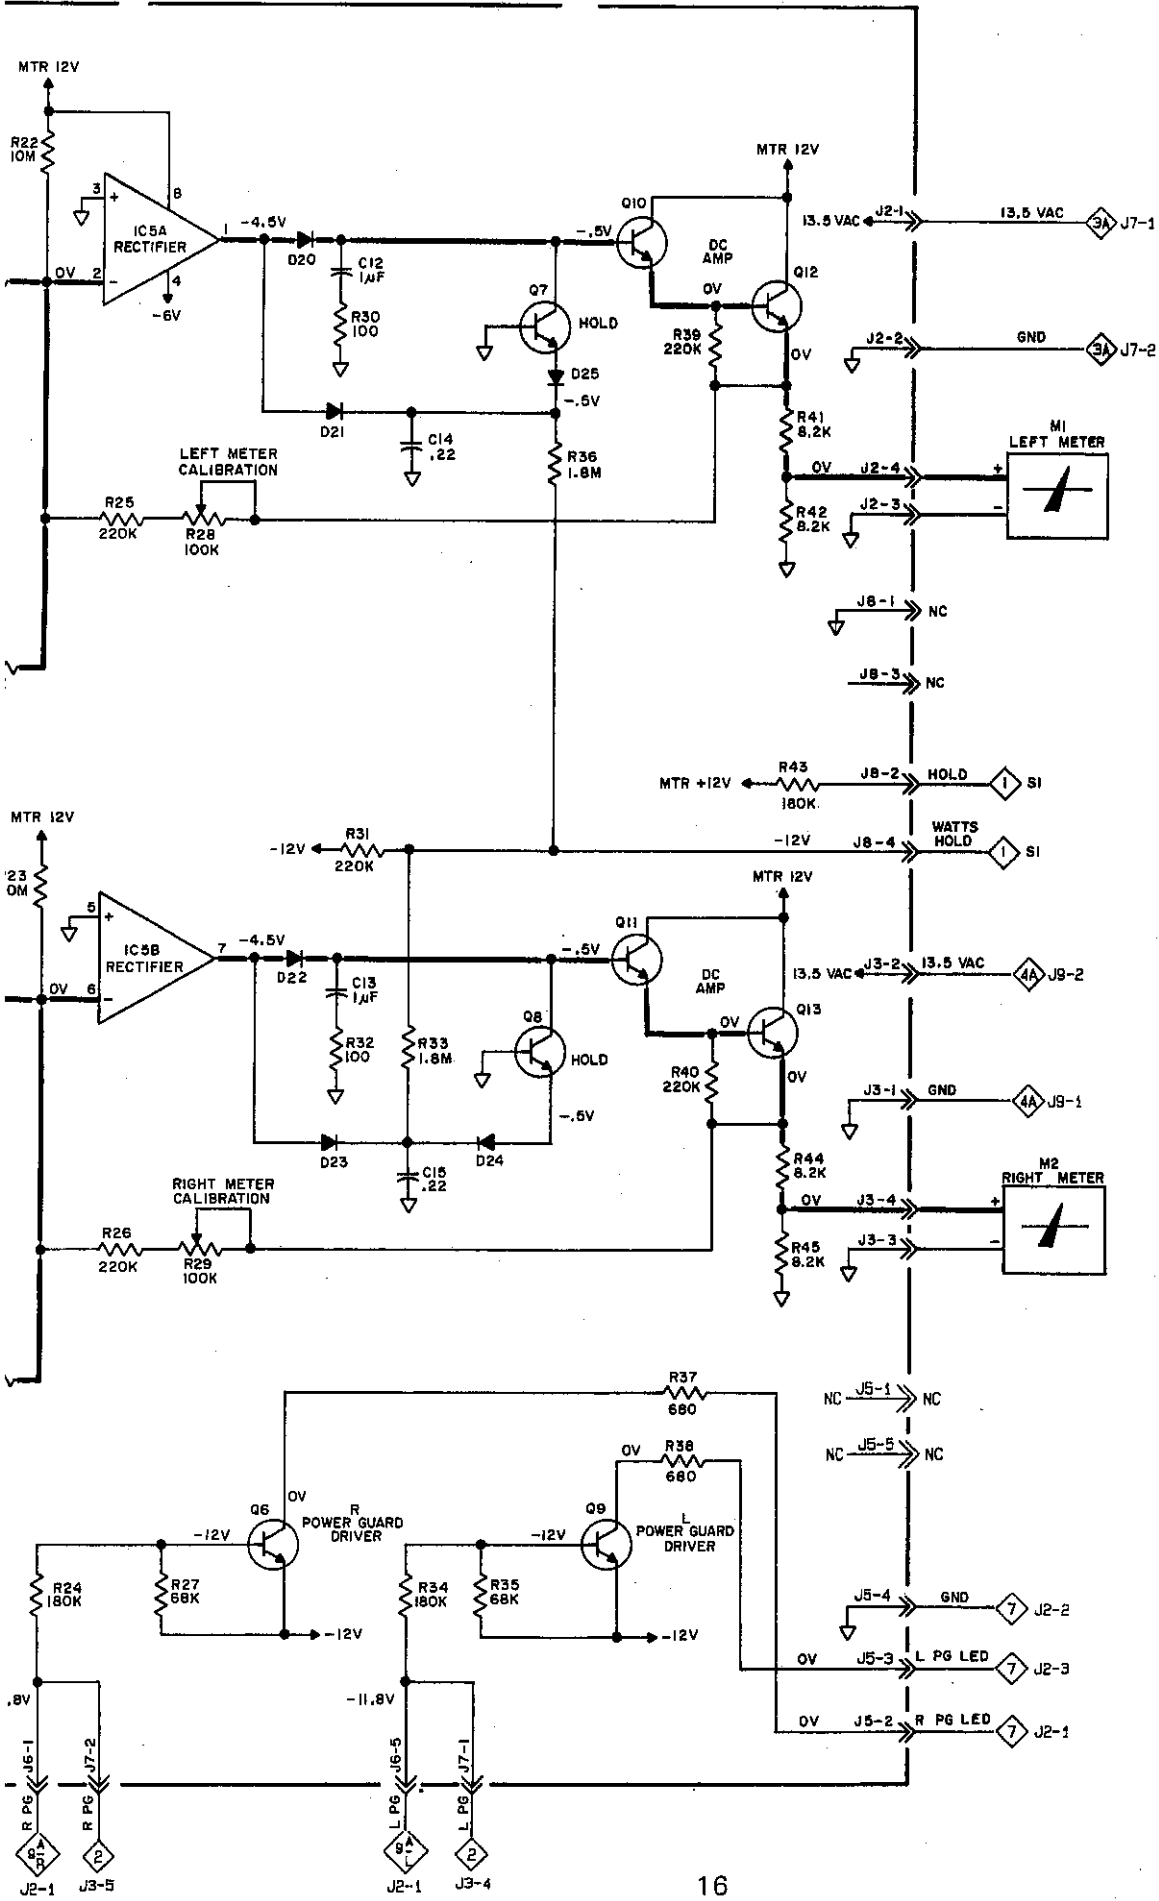 MTR 12V
R22
10M
3
+
8
IC5A
RECTIFIER
1
-4.5V
0V
2
-
4
-6V
D20
C12
1µF
R30
100
Q7
HOLD
D25
-.5V
D21
C14
.22
R36
1.8M
-.5V
Q10
MTR 12V
DC
AMP
Q12
0V
R39
220K
0V
R41
8.2K
0V
J2-4
R42
8.2K
J2-3
13.5 VAC
J2-1
13.5 VAC
3A
J7-1
J2-2
GND
3A
J7-2
M1
LEFT METER
+
-
LEFT METER
CALIBRATION
R25
220K
R28
100K
J8-1
NC
J8-3
NC
MTR +12V
R43
180K
J8-2
HOLD
1
S1
-12V
R31
220K
-12V
J8-4
WATTS
HOLD
1
S1
MTR 12V
5
+
IC5B
RECTIFIER
7
-4.5V
0V
6
-
D22
C13
1µF
R32
100
R33
1.8M
Q8
HOLD
-.5V
D23
D24
C15
.22
-.5V
Q11
MTR 12V
DC
AMP
Q13
0V
R40
220K
0V
R44
8.2K
0V
J3-4
R45
8.2K
J3-3
13.5 VAC
J3-2
13.5 VAC
4A
J9-2
J3-1
GND
4A
J9-1
M2
RIGHT METER
+
-
RIGHT METER
CALIBRATION
R26
220K
R29
100K
R37
680
NC
J5-1
NC
NC
J5-5
NC
0V
R38
680
Q6
0V
R
POWER GUARD
DRIVER
-12V
R24
180K
R27
68K
-12V
Q9
L
POWER GUARD
DRIVER
-12V
R34
180K
R35
68K
-12V
J5-4
GND
7
J2-2
0V
J5-3
L PG LED
7
J2-3
0V
J5-2
R PG LED
7
J2-1
.8V
-11.8V
J6-1
J7-2
J6-5
J7-1
R PG
R PG
L PG
L PG
2
2
J2-1
J3-5
J2-1
J3-4
16